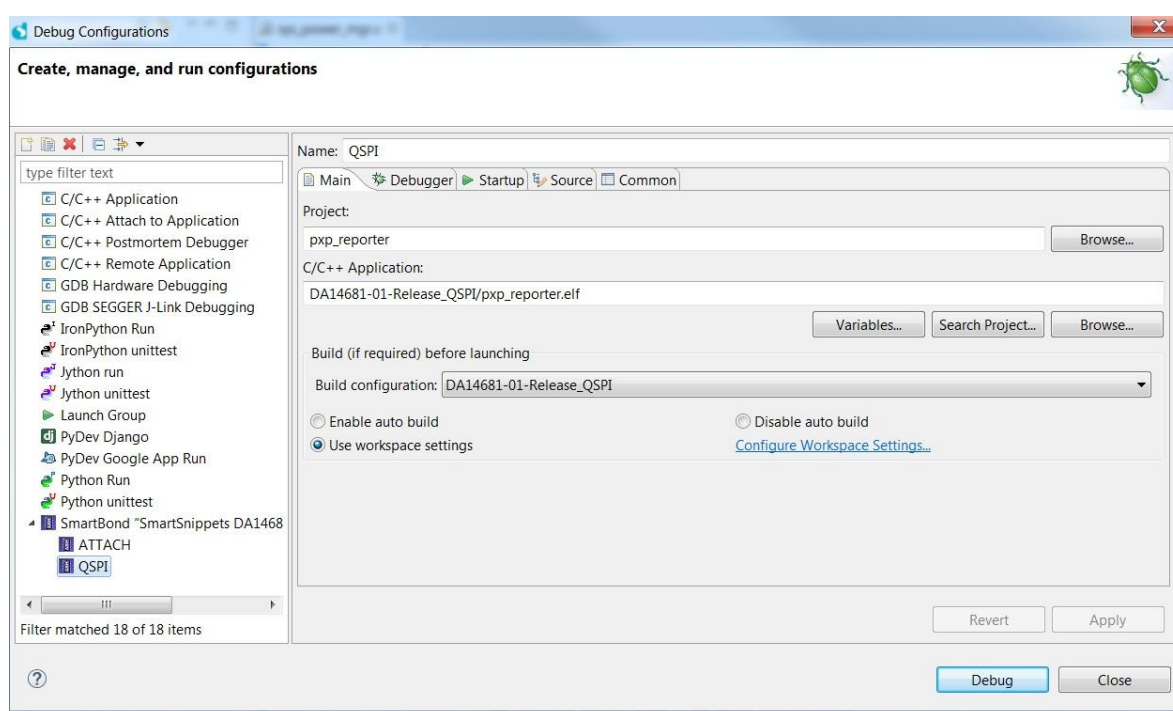 Debug Configurations
Create, manage, and run configurations
type filter text
C/C++ Application
C/C++ Attach to Application
C/C++ Postmortem Debugger
C/C++ Remote Application
GDB Hardware Debugging
GDB SEGGER J-Link Debugging
IronPython Run
IronPython unittest
Jython run
Jython unittest
Launch Group
PyDev Django
PyDev Google App Run
Python Run
Python unittest
SmartBond "SmartSnippets DA1468
ATTACH
QSPI
Filter matched 18 of 18 items
Name: QSPI
Main Debugger Startup Source Common
Project:
pxp_reporter Browse...
C/C++ Application:
DA14681-01-Release_QSPI/pxp_reporter.elf
Variables... Search Project... Browse...
Build (if required) before launching
Build configuration: DA14681-01-Release_QSPI
Enable auto build Disable auto build
Use workspace settings Configure Workspace Settings...
Revert Apply
Debug Close